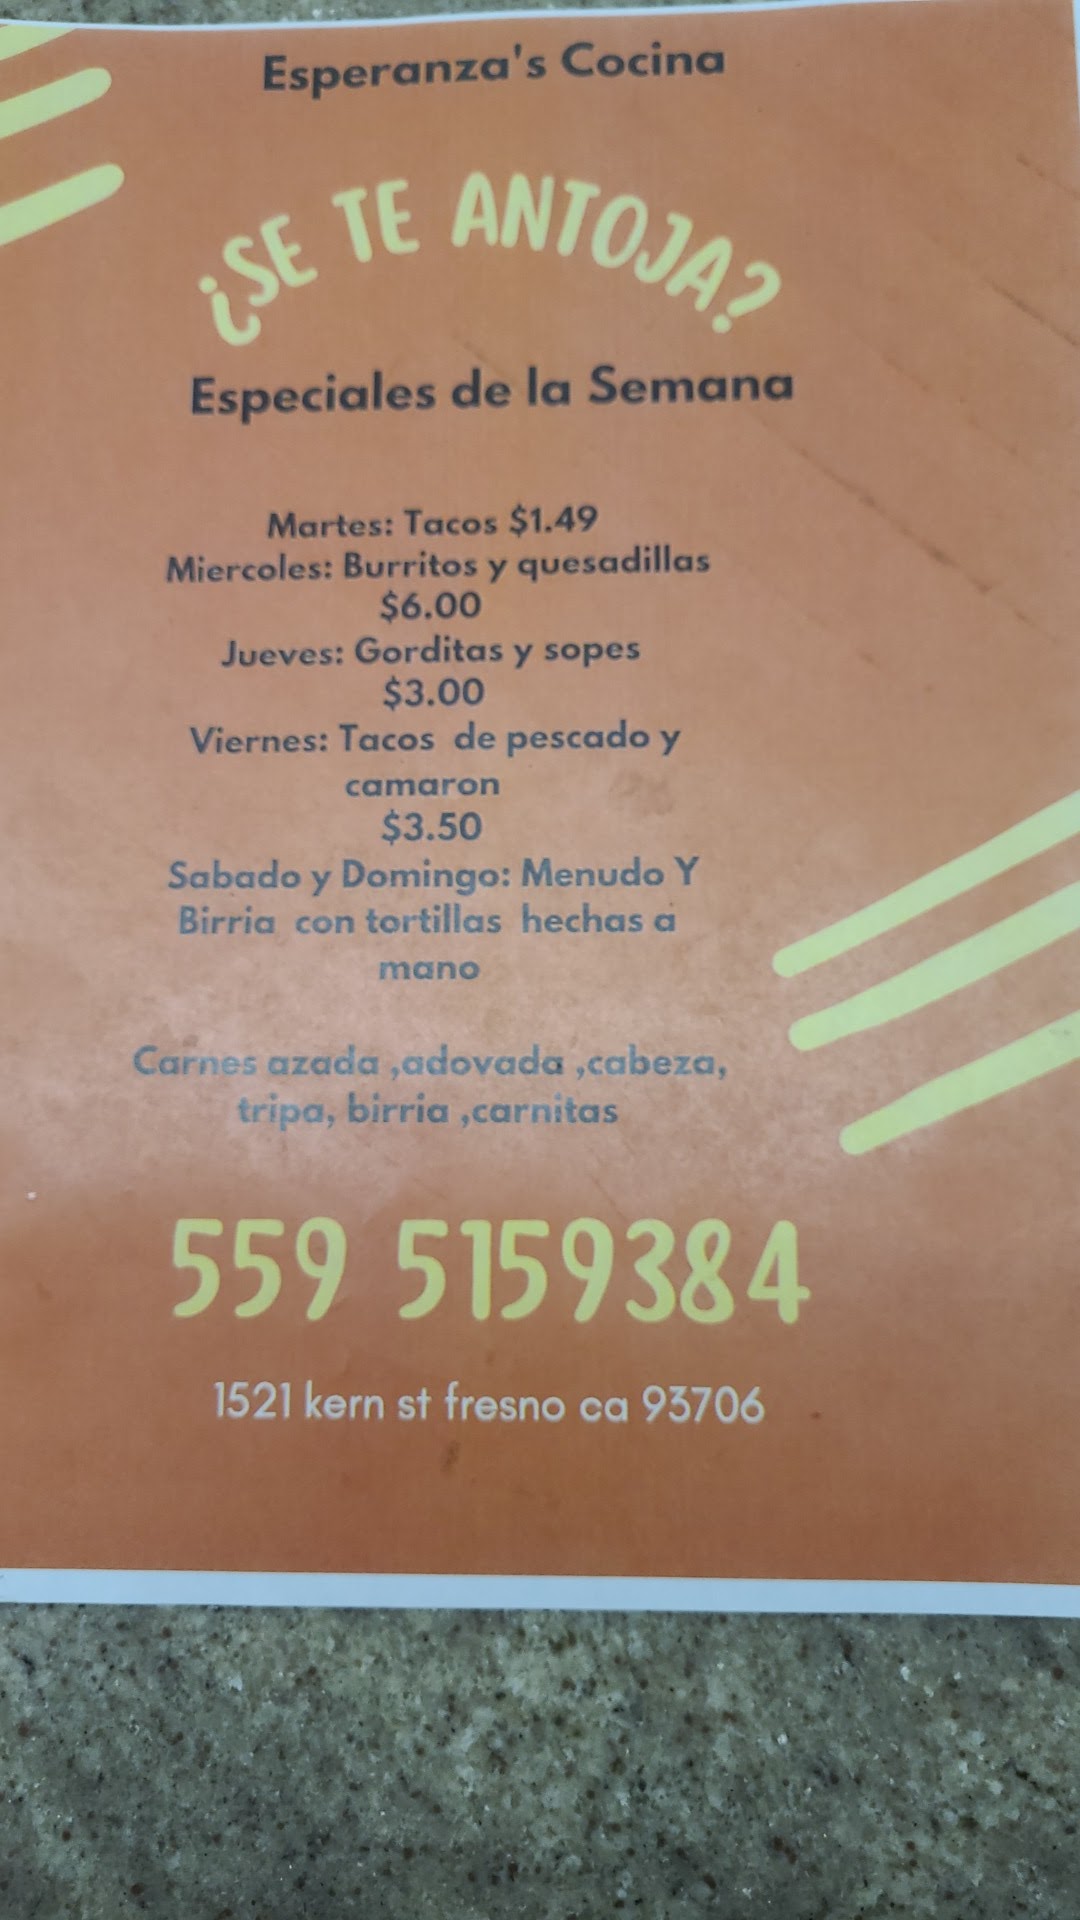 Esperanza's Cocina
¿SE TE ANTOJA?
Especiales de la Semana
Martes: Tacos $1.49
Miercoles: Burritos y quesadillas
$6.00
Jueves: Gorditas y sopes
$3.00
Viernes: Tacos de pescado y
camaron
$3.50
Sabado y Domingo: Menudo Y
Birria con tortillas hechas a
mano
Carnes azada ,adovada ,cabeza,
tripa, birria ,carnitas
559 5159384
1521 kern st fresno ca 93706